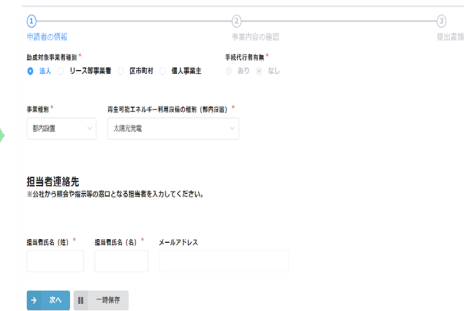 1 2 3
申請者の情報 事業内容の確認 提出書類
助成対象事業者種別 * 手続代行者有無 *
法人 リース等事業者 区市町村 個人事業主 あり なし
事業種別 * 再生可能エネルギー利用設備の種別（都内設置） *
都内設置 太陽光発電
担当者連絡先
※公社から照会や指示等の窓口となる担当者を入力してください。
担当者氏名（姓） * 担当者氏名（名） * メールアドレス
次へ 一時保存